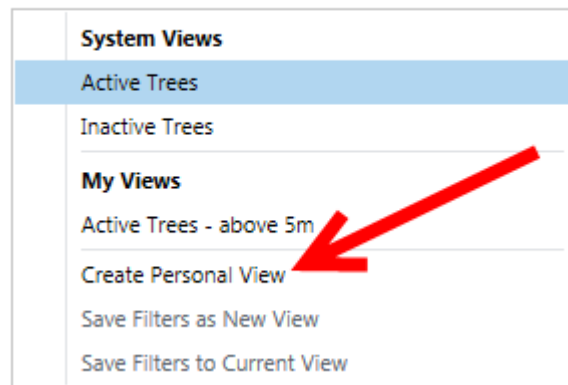 System Views
Active Trees
Inactive Trees
My Views
Active Trees - above 5m
Create Personal View
Save Filters as New View
Save Filters to Current View